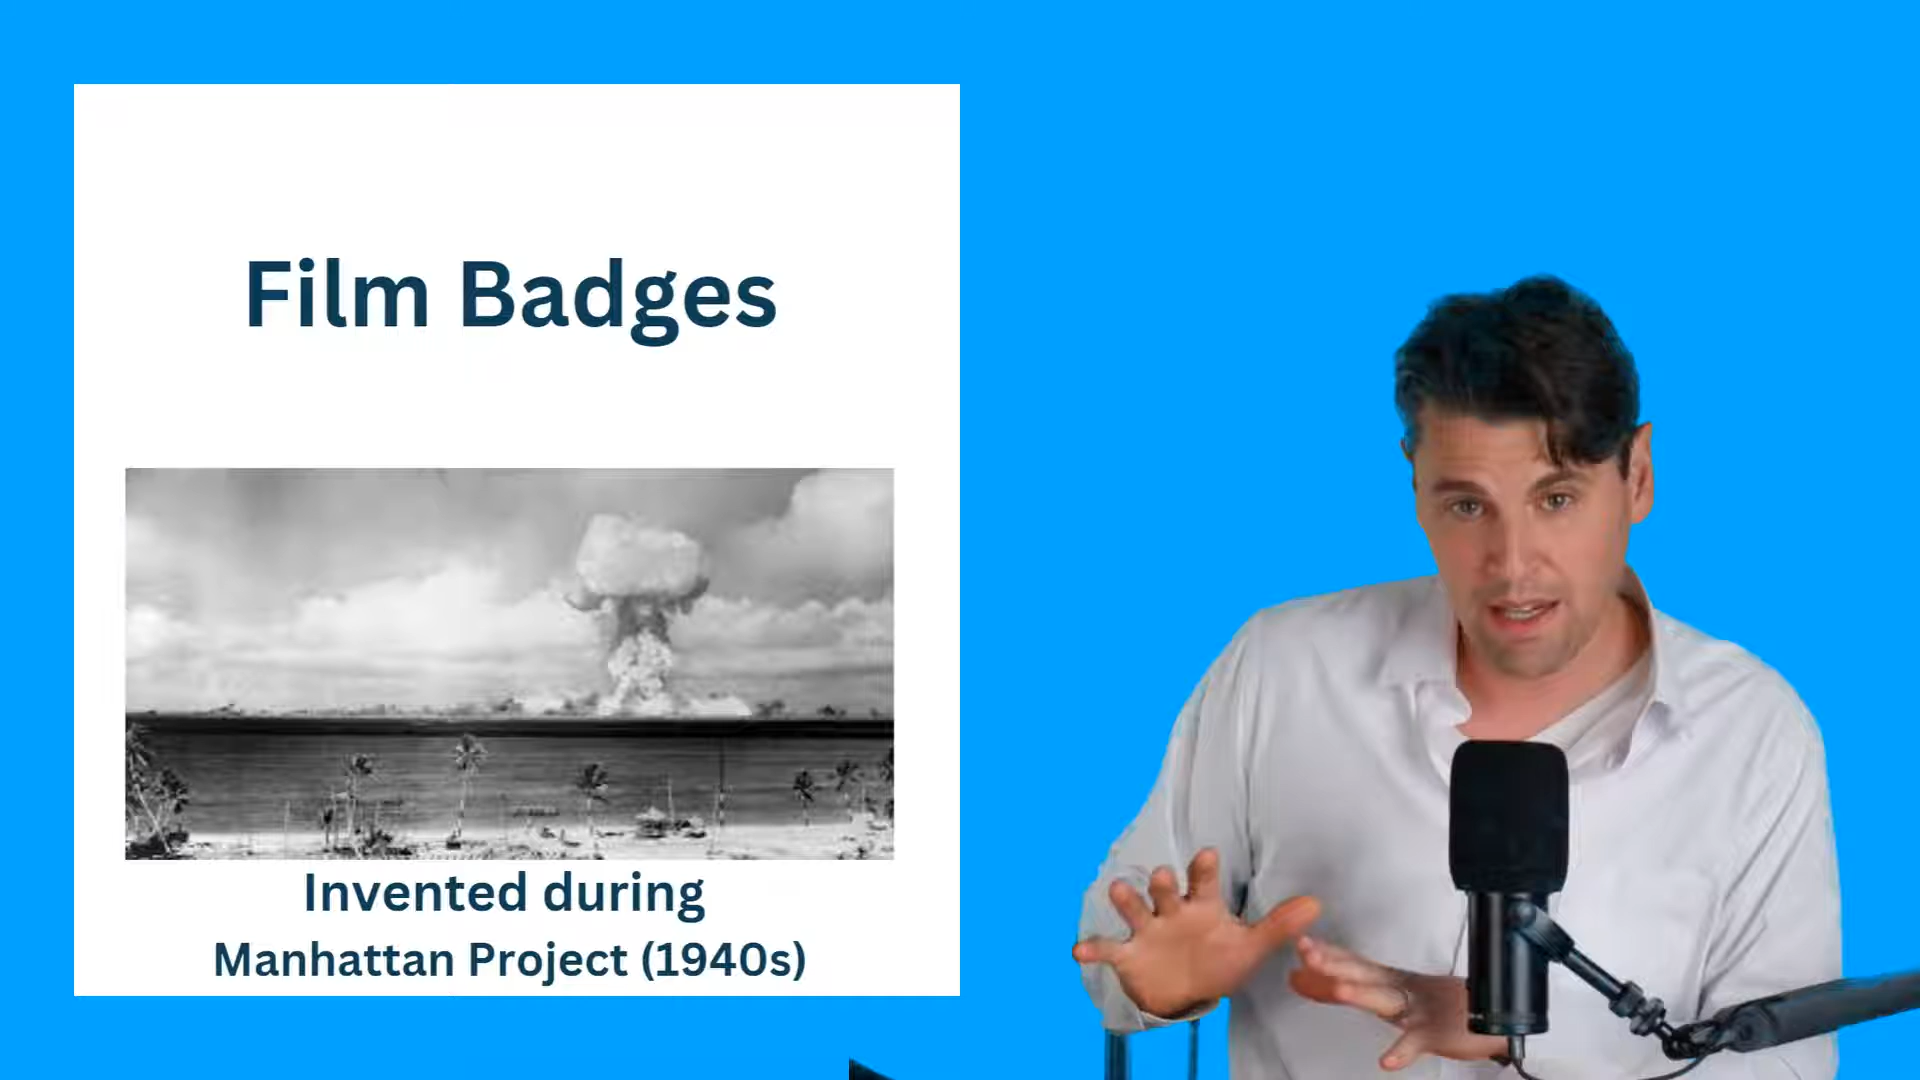 Film Badges
Invented during
Manhattan Project (1940s)